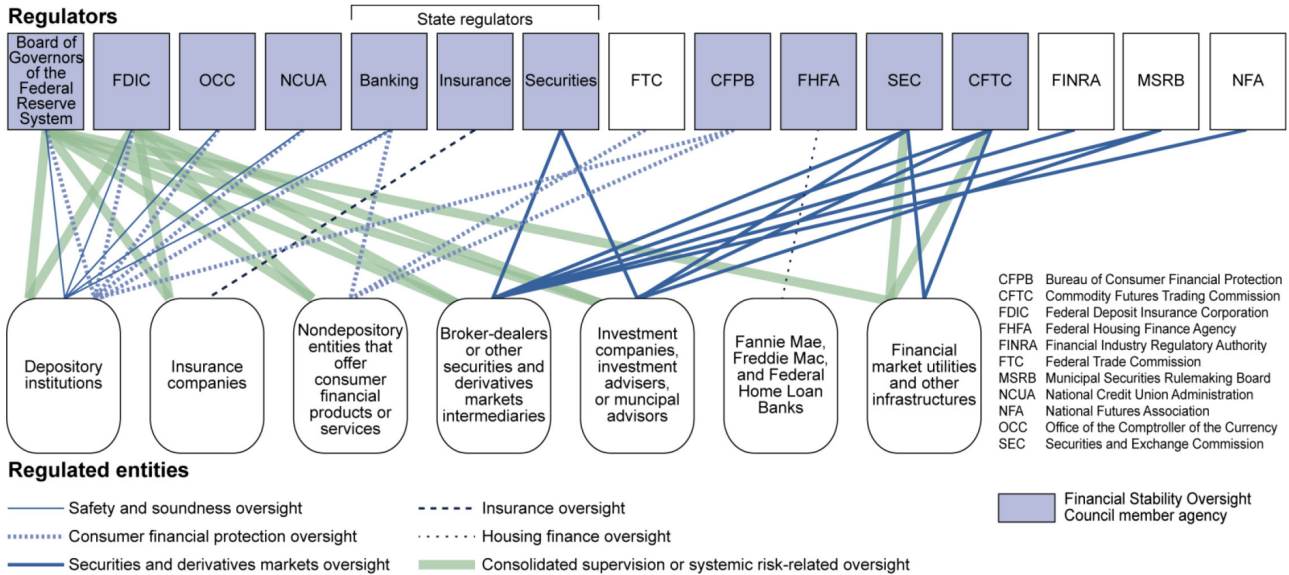 Regulators
State regulators
Board of
Governors
of the
Federal
Reserve
System
FDIC
OCC
NCUA
Banking
Insurance
Securities
FTC
CFPB
FHFA
SEC
CFTC
FINRA
MSRB
NFA
Depository
institutions
Insurance
companies
Nondepository
entities that
offer
consumer
financial
products or
services
Broker-dealers
or other
securities and
derivatives
markets
intermediaries
Investment
companies,
investment
advisers,
or muncipal
advisors
Fannie Mae,
Freddie Mac,
and Federal
Home Loan
Banks
Financial
market utilities
and other
infrastructures
CFPB Bureau of Consumer Financial Protection
CFTC Commodity Futures Trading Commission
FDIC Federal Deposit Insurance Corporation
FHFA Federal Housing Finance Agency
FINRA Financial Industry Regulatory Authority
FTC Federal Trade Commission
MSRB Municipal Securities Rulemaking Board
NCUA National Credit Union Administration
NFA National Futures Association
OCC Office of the Comptroller of the Currency
SEC Securities and Exchange Commission
Regulated entities
Safety and soundness oversight
Consumer financial protection oversight
Securities and derivatives markets oversight
Insurance oversight
Housing finance oversight
Consolidated supervision or systemic risk-related oversight
Financial Stability Oversight
Council member agency